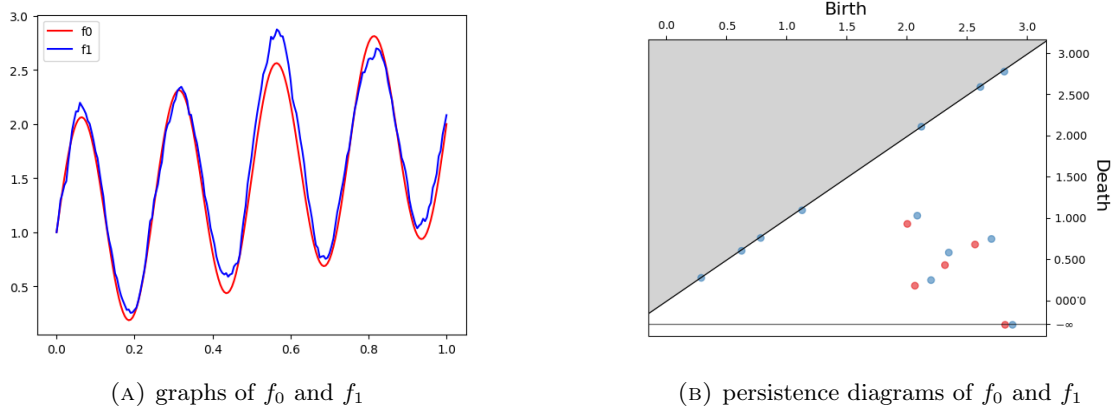 f0
f1
3.0
2.5
2.0
1.5
1.0
0.5
0.0 0.2 0.4 0.6 0.8 1.0
(A) graphs of f0 and f1
Birth
0.0 0.5 1.0 1.5 2.0 2.5 3.0
3.000
2.500
2.000
1.500
1.000
0.500
0.000
−∞
Death
(B) persistence diagrams of f0 and f1